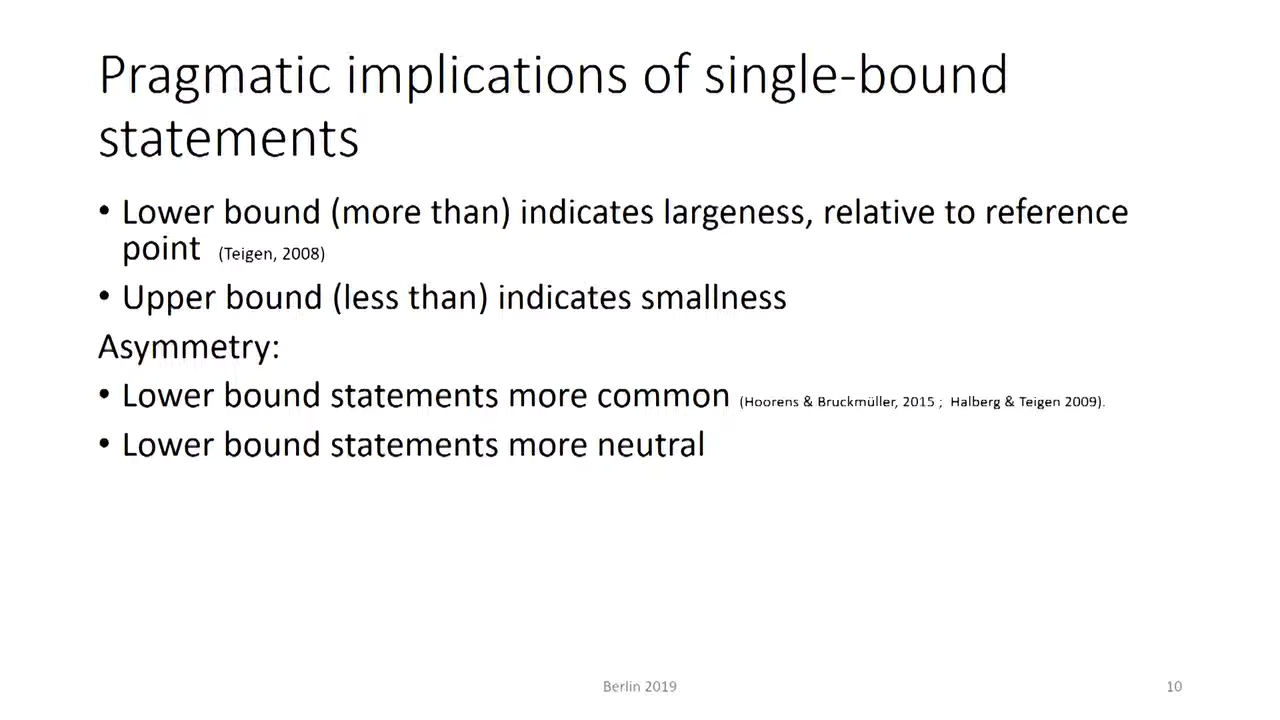 Pragmatic implications of single-bound
statements
• Lower bound (more than) indicates largeness, relative to reference
point (Teigen, 2008)
• Upper bound (less than) indicates smallness
Asymmetry:
• Lower bound statements more common (Hoorens & Bruckmüller, 2015 ; Halberg & Teigen 2009).
• Lower bound statements more neutral
Berlin 2019
10